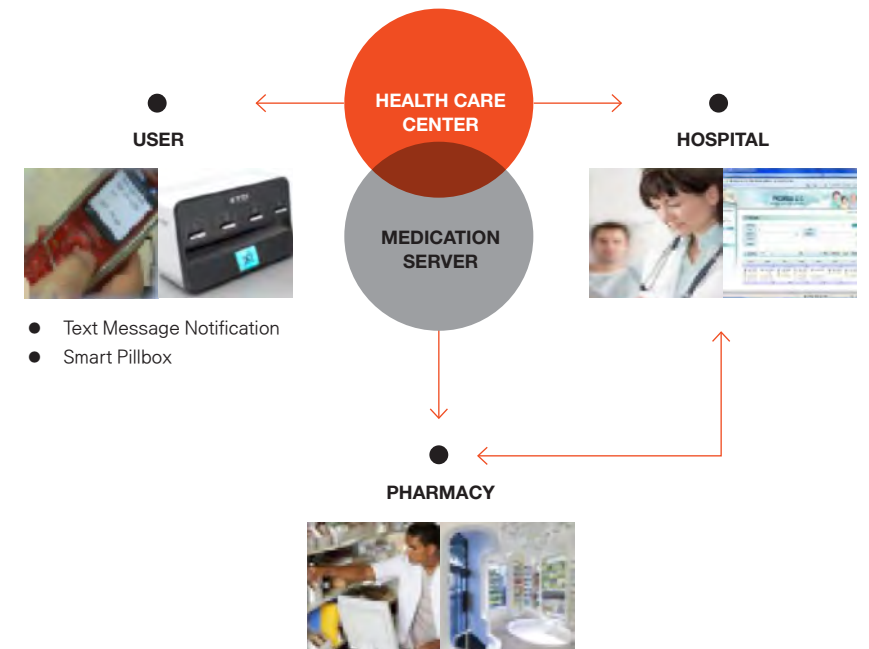 HEALTH CARE
CENTER
USER
HOSPITAL
MEDICATION
SERVER
● Text Message Notification
● Smart Pillbox
PHARMACY